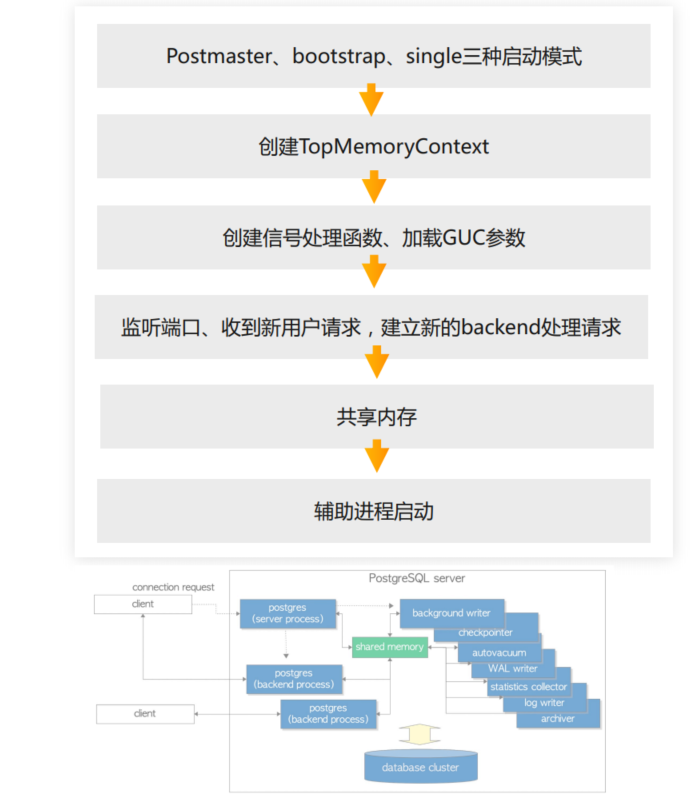 Postmaster、bootstrap、single三种启动模式
创建TopMemoryContext
创建信号处理函数、加载GUC参数
监听端口、收到新用户请求，建立新的backend处理请求
共享内存
辅助进程启动
PostgreSQL server
connection request
client
postgres
(server process)
background writer
checkpointer
shared memory
autovacuum
WAL writer
postgres
(backend process)
statistics collector
log writer
client
postgres
(backend process)
archiver
database cluster